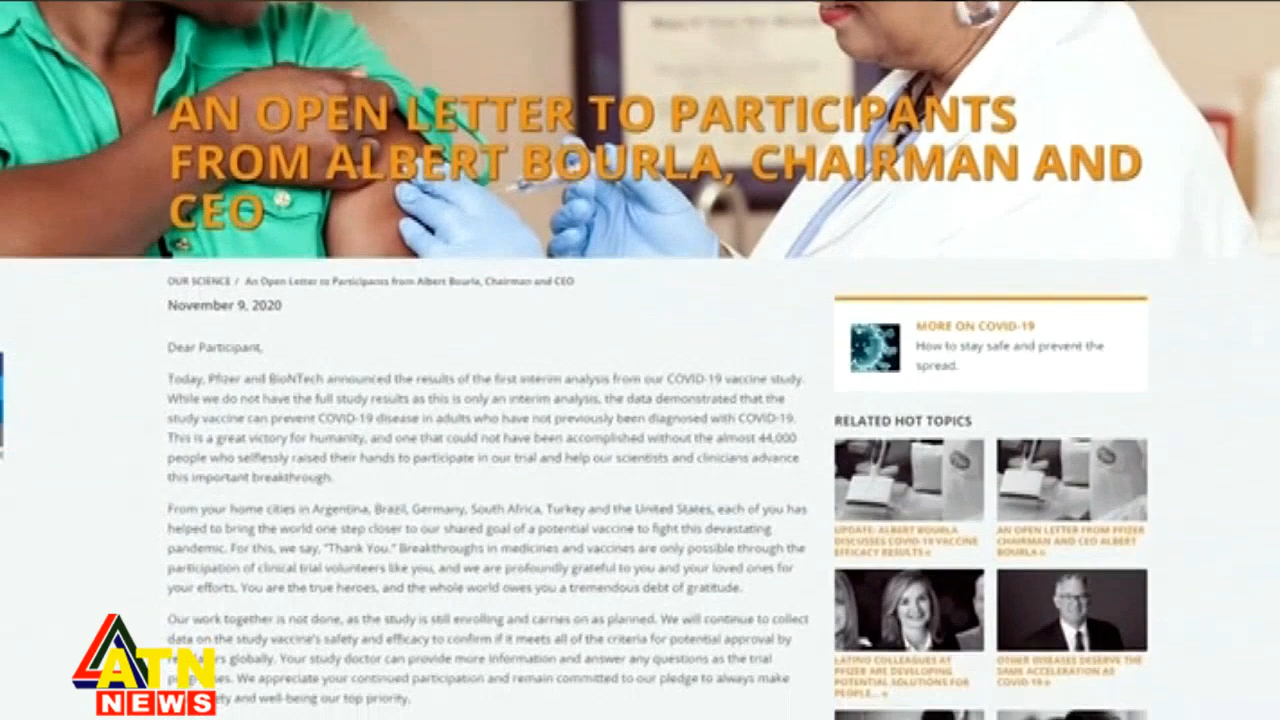 AN OPEN LETTER TO PARTICIPANTS
FROM ALBERT BOURLA, CHAIRMAN AND
CEO
OUR SCIENCE / An Open Letter to Participants from Albert Bourla, Chairman and CEO
November 9, 2020
Dear Participant,
Today, Pfizer and BioNTech announced the results of the first interim analysis from our COVID-19 vaccine study.
While we do not have the full study results as this is only an interim analysis, the data demonstrated that the
study vaccine can prevent COVID-19 disease in adults who have not previously been diagnosed with COVID-19.
This is a great victory for humanity, and one that could not have been accomplished without the almost 44,000
people who selflessly raised their hands to participate in our trial and help our scientists and clinicians advance
this important breakthrough.
From your home cities in Argentina, Brazil, Germany, South Africa, Turkey and the United States, each of you has
helped to bring the world one step closer to our shared goal of a potential vaccine to fight this devastating
pandemic. For this, we say, "Thank You." Breakthroughs in medicines and vaccines are only possible through the
participation of clinical trial volunteers like you, and we are profoundly grateful to you and your loved ones for
your efforts. You are the true heroes, and the whole world owes you a tremendous debt of gratitude.
Our work together is not done, as the study is still enrolling and carries on as planned. We will continue to collect
data on the study vaccine's safety and efficacy to confirm if it meets all of the criteria for potential approval by
globally. Your study doctor can provide more information and answer any questions as the trial
We appreciate your continued participation and remain committed to our pledge to always make
and well-being our top priority.
MORE ON COVID-19
How to stay safe and prevent the
spread.
RELATED HOT TOPICS
UPDATE: ALBERT BOURLA
DISCUSSES COVID-19 VACCINE
EFFICACY RESULTS
AN OPEN LETTER FROM PFIZER
CHAIRMAN AND CEO ALBERT
BOURLA
LATINO COLLEAGUES AT
PFIZER ARE DEVELOPING
POTENTIAL SOLUTIONS FOR
PEOPLE...
OTHER DISEASES DESERVE THE
SAME ACCELERATION AS
COVID-19
ATN
NEWS